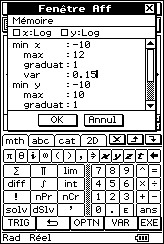 Fenêtre Aff
Mémoire
x:Log y:Log
min x :-10
max :12
graduat:1
var :0.15
min y :-10
max :10
graduat:1
OK Annul
mth abc cat 2D
π θ i ∞ ( ) , ⇒ x y z t
Σ Π lim 7 8 9 ^ =
diff ∫ int 4 5 6 × ÷
! nPr nCr 1 2 3 + -
solv dSlv ' 0 . E ans
TRIG OPTN VAR EXE
Rad Réel